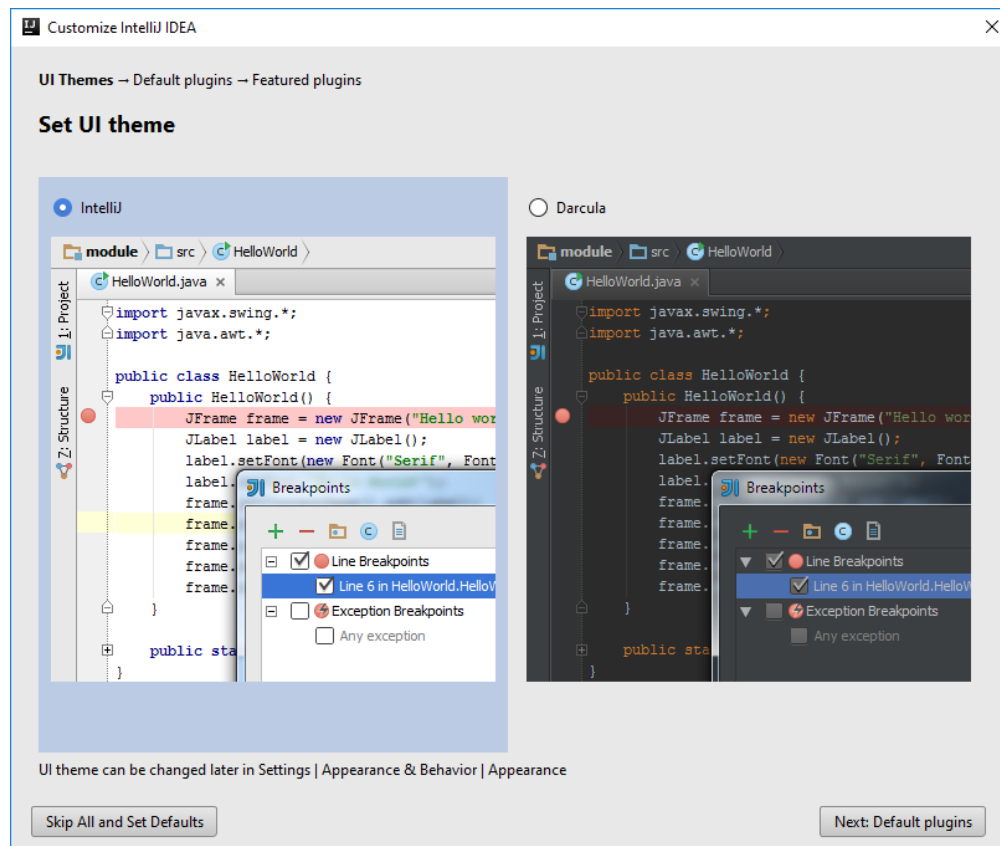 Customize IntelliJ IDEA
UI Themes → Default plugins → Featured plugins
Set UI theme
IntelliJ
module src HelloWorld
HelloWorld.java
1: Project
7: Structure
import javax.swing.*;
import java.awt.*;
public class HelloWorld {
public HelloWorld() {
JFrame frame = new JFrame("Hello wor
JLabel label = new JLabel();
label.setFont(new Font("Serif", Font
label.
frame.
frame.
frame.
frame.
frame.
}
public sta
}
Breakpoints
Line Breakpoints
Line 6 in HelloWorld.HelloW
Exception Breakpoints
Any exception
Darcula
module src HelloWorld
HelloWorld.java
1: Project
7: Structure
import javax.swing.*;
import java.awt.*;
public class HelloWorld {
public HelloWorld() {
JFrame frame = new JFrame("Hello wor
JLabel label = new JLabel();
label.setFont(new Font("Serif", Font
label.
frame.
frame.
frame.
frame.
frame.
}
public sta
}
Breakpoints
Line Breakpoints
Line 6 in HelloWorld.HelloW
Exception Breakpoints
Any exception
UI theme can be changed later in Settings | Appearance & Behavior | Appearance
Skip All and Set Defaults
Next: Default plugins